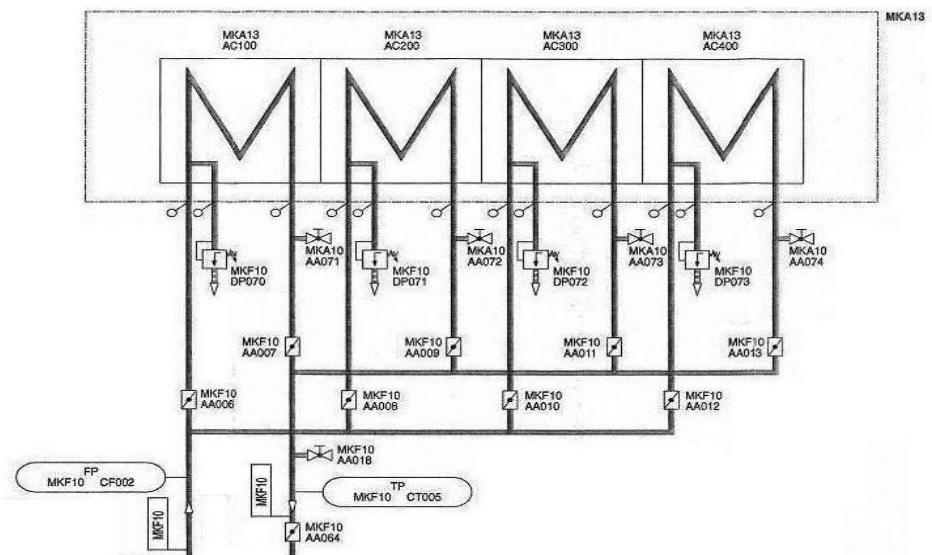 MKA13
MKA13
AC100
MKA13
AC200
MKA13
AC300
MKA13
AC400
MKA10
AA071
MKA10
AA072
MKA10
AA073
MKA10
AA074
MKF10
DP070
MKF10
DP071
MKF10
DP072
MKF10
DP073
MKF10
AA007
MKF10
AA009
MKF10
AA011
MKF10
AA013
MKF10
AA006
MKF10
AA008
MKF10
AA010
MKF10
AA012
MKF10
AA018
FP
MKF10 CF002
TP
MKF10 CT005
MKF10
MKF10
MKF10
AA064